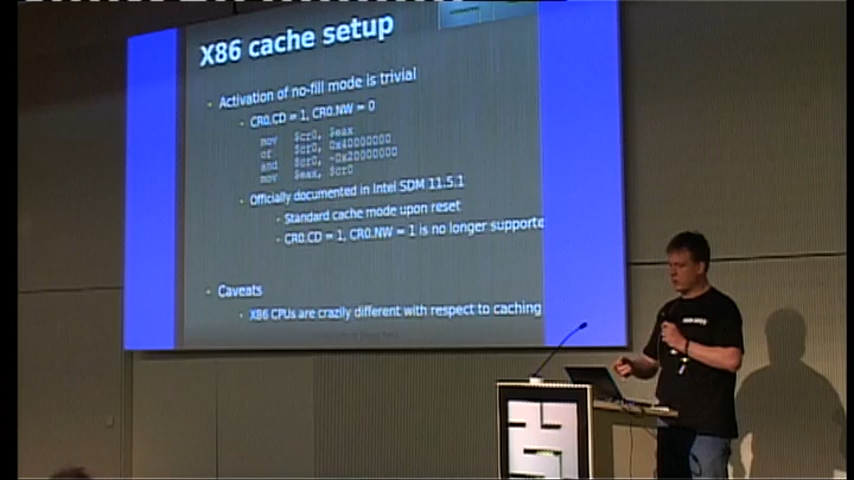 X86 cache setup
Activation of no-fill mode is trivial
CR0.CD = 1, CR0.NW = 0
mov $cr0, $eax
or $cr0, 0x40000000
and $cr0, ~0x20000000
mov $eax, $cr0
Officially documented in Intel SDM 11.5.1
Standard cache mode upon reset
CR0.CD = 1, CR0.NW = 1 is no longer supporte
Caveats
X86 CPUs are crazily different with respect to caching